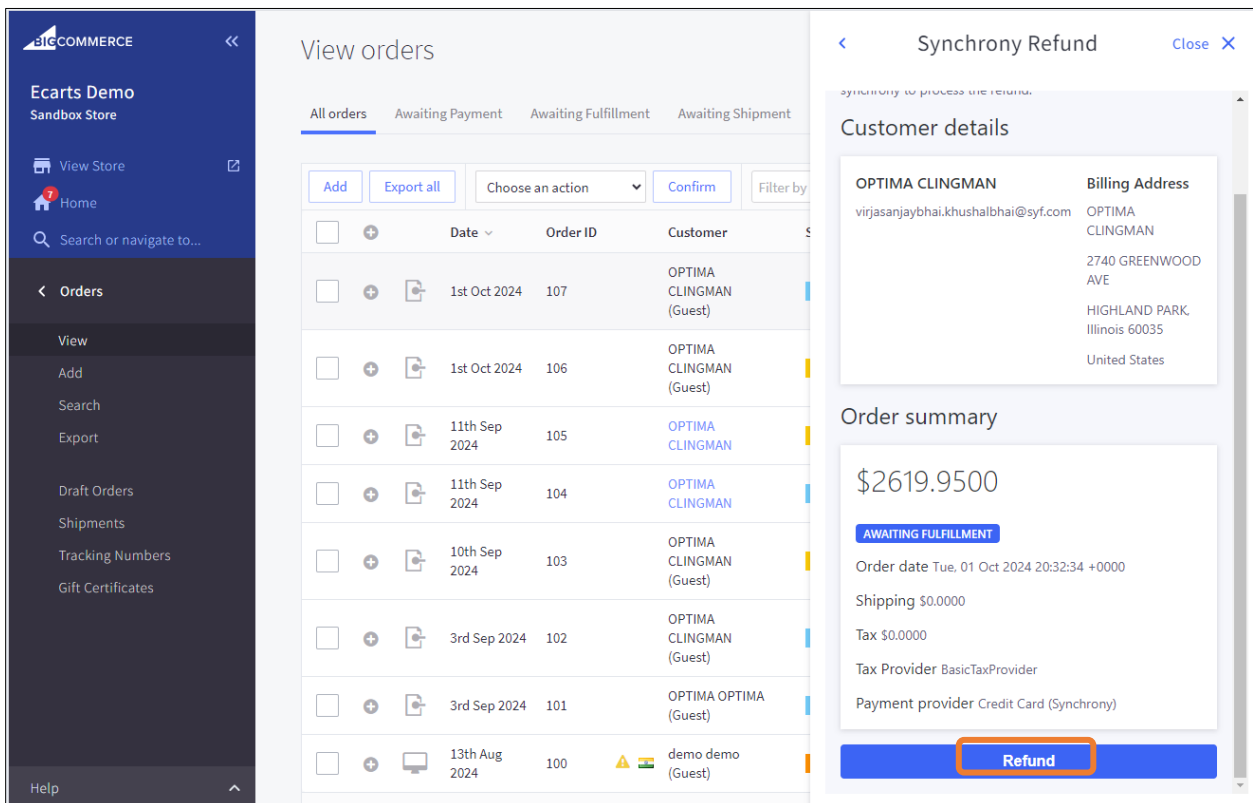 BIGCOMMERCE
Ecarts Demo
Sandbox Store
View Store
7
Home
Search or navigate to...
Orders
View
Add
Search
Export
Draft Orders
Shipments
Tracking Numbers
Gift Certificates
Help
View orders
All orders Awaiting Payment Awaiting Fulfillment Awaiting Shipment
Add Export all Choose an action Confirm Filter by
Date Order ID Customer S
OPTIMA
1st Oct 2024 107 CLINGMAN
(Guest)
OPTIMA
1st Oct 2024 106 CLINGMAN
(Guest)
11th Sep 105 OPTIMA
2024 CLINGMAN
11th Sep 104 OPTIMA
2024 CLINGMAN
OPTIMA
10th Sep 103 CLINGMAN
2024 (Guest)
OPTIMA
3rd Sep 2024 102 CLINGMAN
(Guest)
3rd Sep 2024 101 OPTIMA OPTIMA
(Guest)
13th Aug 100 demo demo
2024 (Guest)
Synchrony Refund Close
synchrony to process the refund.
Customer details
OPTIMA CLINGMAN
virjasanjaybhai.khushalbhai@syf.com
Billing Address
OPTIMA
CLINGMAN
2740 GREENWOOD
AVE
HIGHLAND PARK,
Illinois 60035
United States
Order summary
$2619.9500
AWAITING FULFILLMENT
Order date Tue, 01 Oct 2024 20:32:34 +0000
Shipping $0.0000
Tax $0.0000
Tax Provider BasicTaxProvider
Payment provider Credit Card (Synchrony)
Refund